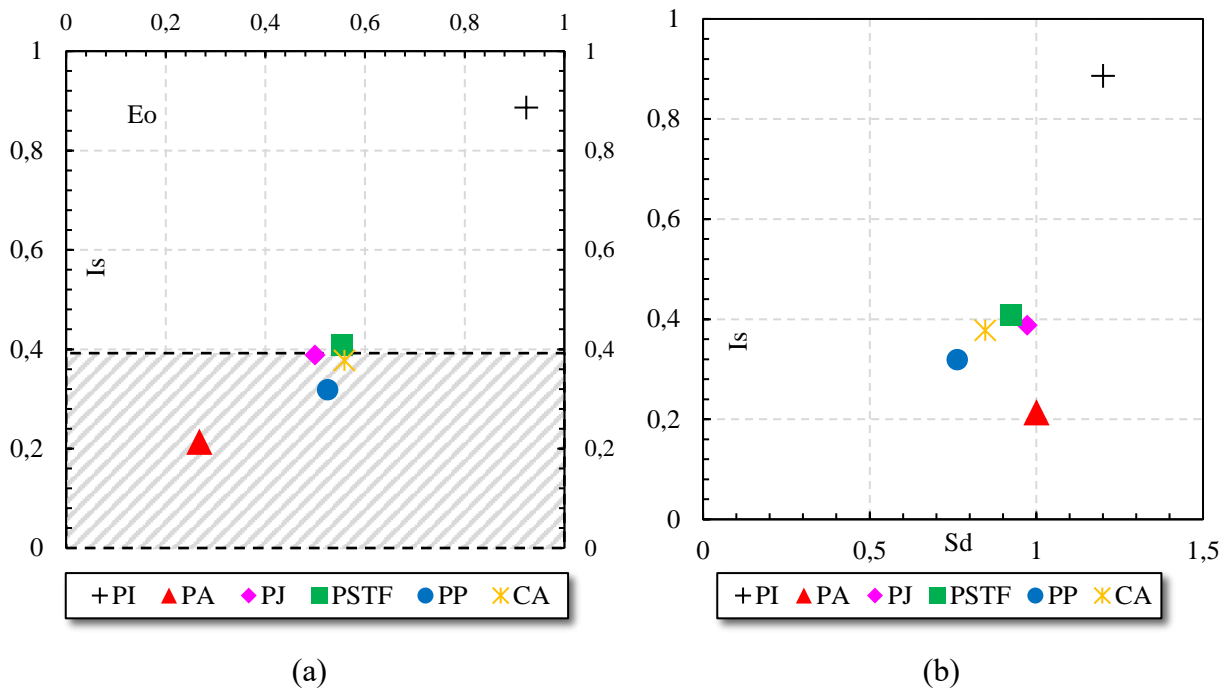 0 0,2 0,4 0,6 0,8 1
1
0,8 0,8
0,6 0,6
0,4 0,4
0,2 0,2
0 0
Eo
Is
PI PA PJ PSTF PP CA
(a)
1
0,8
0,6
0,4
0,2
0
0 0,5 1 1,5
Is
Sd
PI PA PJ PSTF PP CA
(b)